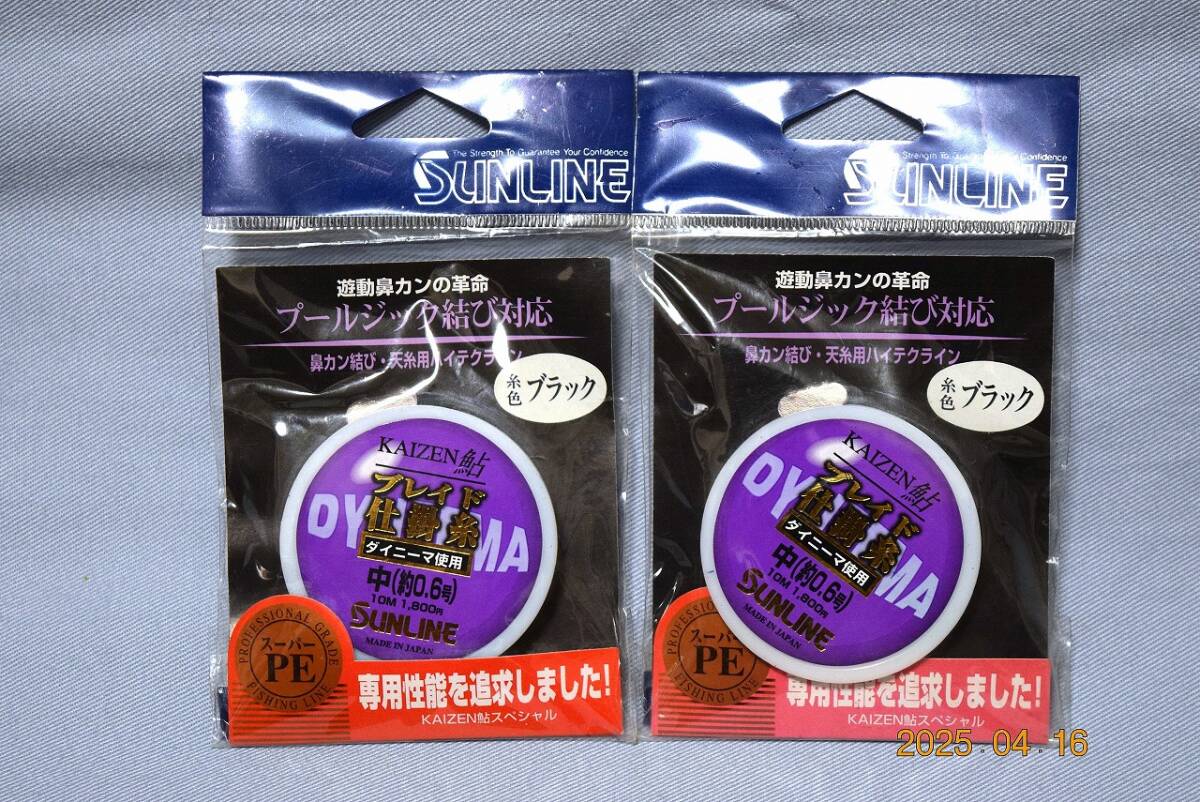 The Strength To Guarantee Your Confidence
SUNLINE
遊動鼻カンの革命
プールジック結び対応
鼻カン結び・天糸用ハイテクライン
糸色 ブラック
KAIZEN鮎
DYNEEMA
ブレイド
仕掛糸
ダイニーマ使用
中(約0.6号)
10M 1,800円
SUNLINE
MADE IN JAPAN
PROFESSIONAL GRADE
スーパー
PE
FISHING LINE
専用性能を追求しました!
KAIZEN鮎スペシャル
The Strength To Guarantee Your Confidence
SUNLINE
遊動鼻カンの革命
プールジック結び対応
鼻カン結び・天糸用ハイテクライン
糸色 ブラック
KAIZEN鮎
ブレイド
仕掛糸
ダイニーマ使用
中(約0.6号)
10M 1,800円
SUNLINE
MADE IN JAPAN
スーパー
PE
FISHING LINE
専用性能を追求しました!
KAIZEN鮎スペシャル
2025.04.16